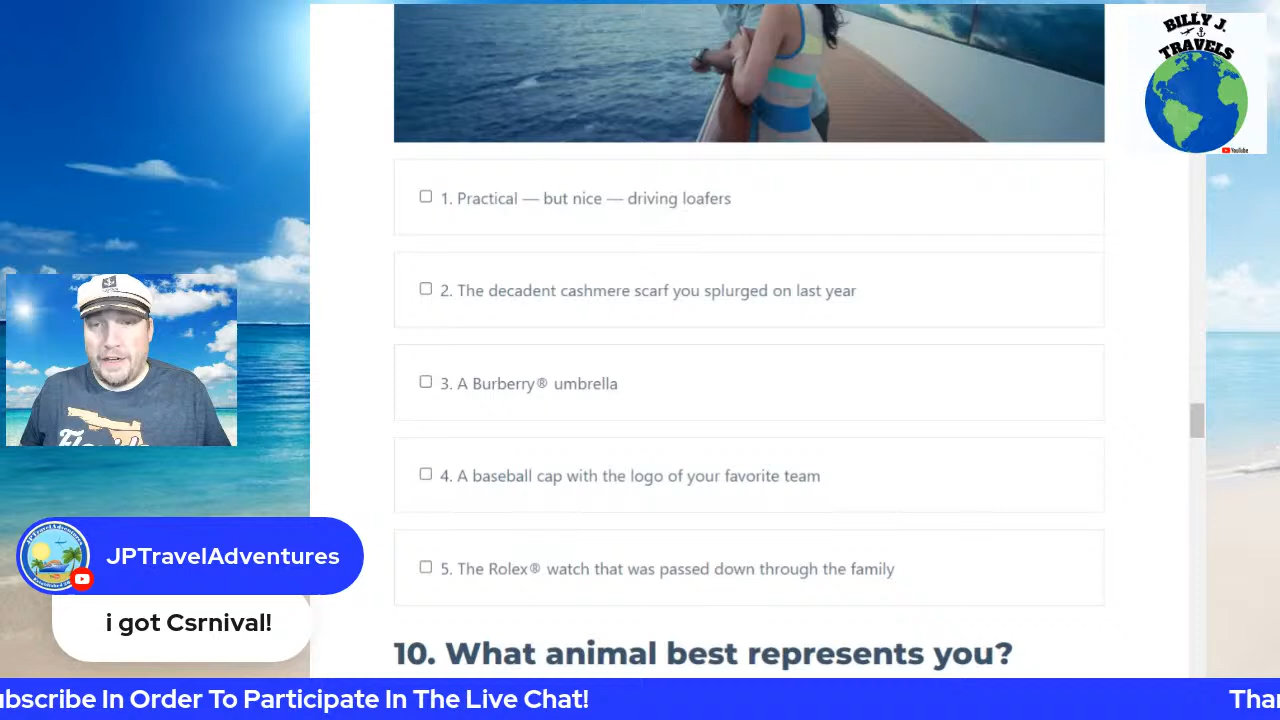 BILLY J.
TRAVELS
YouTube
1. Practical — but nice — driving loafers
2. The decadent cashmere scarf you splurged on last year
3. A Burberry® umbrella
4. A baseball cap with the logo of your favorite team
5. The Rolex® watch that was passed down through the family
10. What animal best represents you?
JPTravelAdventures
i got Csrnival!
ubscribe In Order To Participate In The Live Chat!
Than